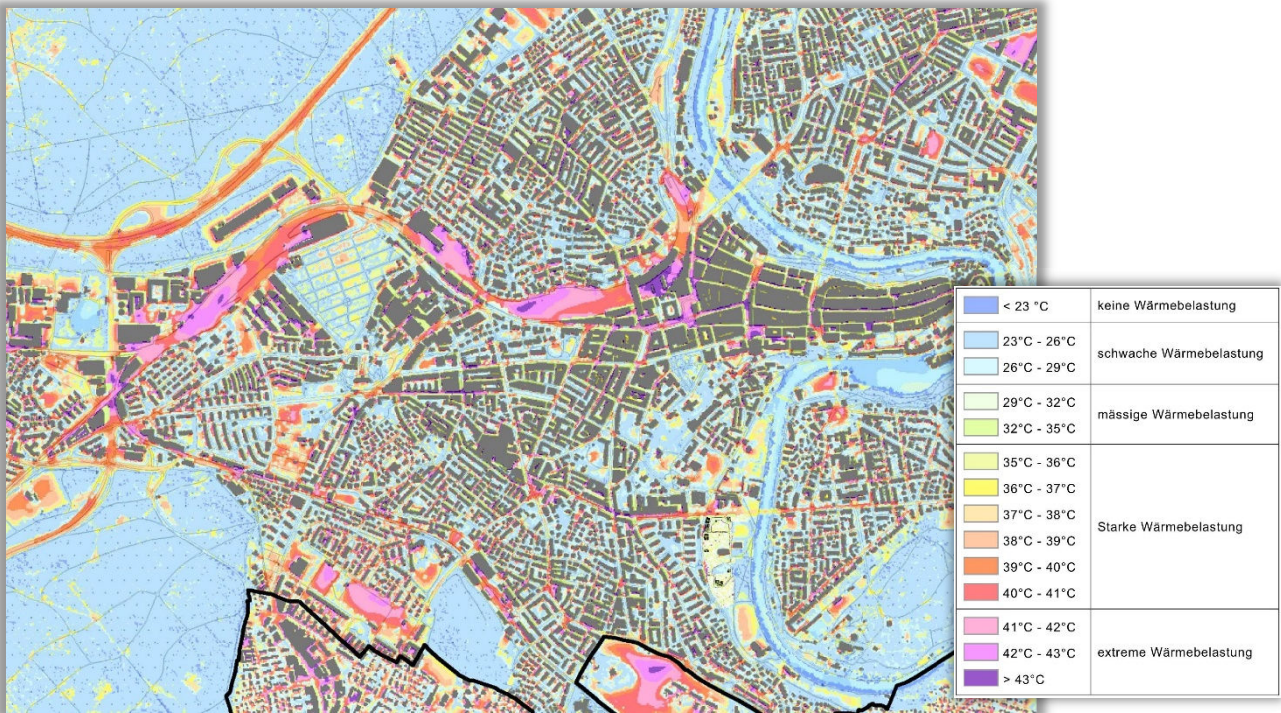 < 23 °C
keine Wärmebelastung
23°C - 26°C
26°C - 29°C
schwache Wärmebelastung
29°C - 32°C
32°C - 35°C
mässige Wärmebelastung
35°C - 36°C
36°C - 37°C
37°C - 38°C
38°C - 39°C
39°C - 40°C
40°C - 41°C
Starke Wärmebelastung
41°C - 42°C
42°C - 43°C
> 43°C
extreme Wärmebelastung